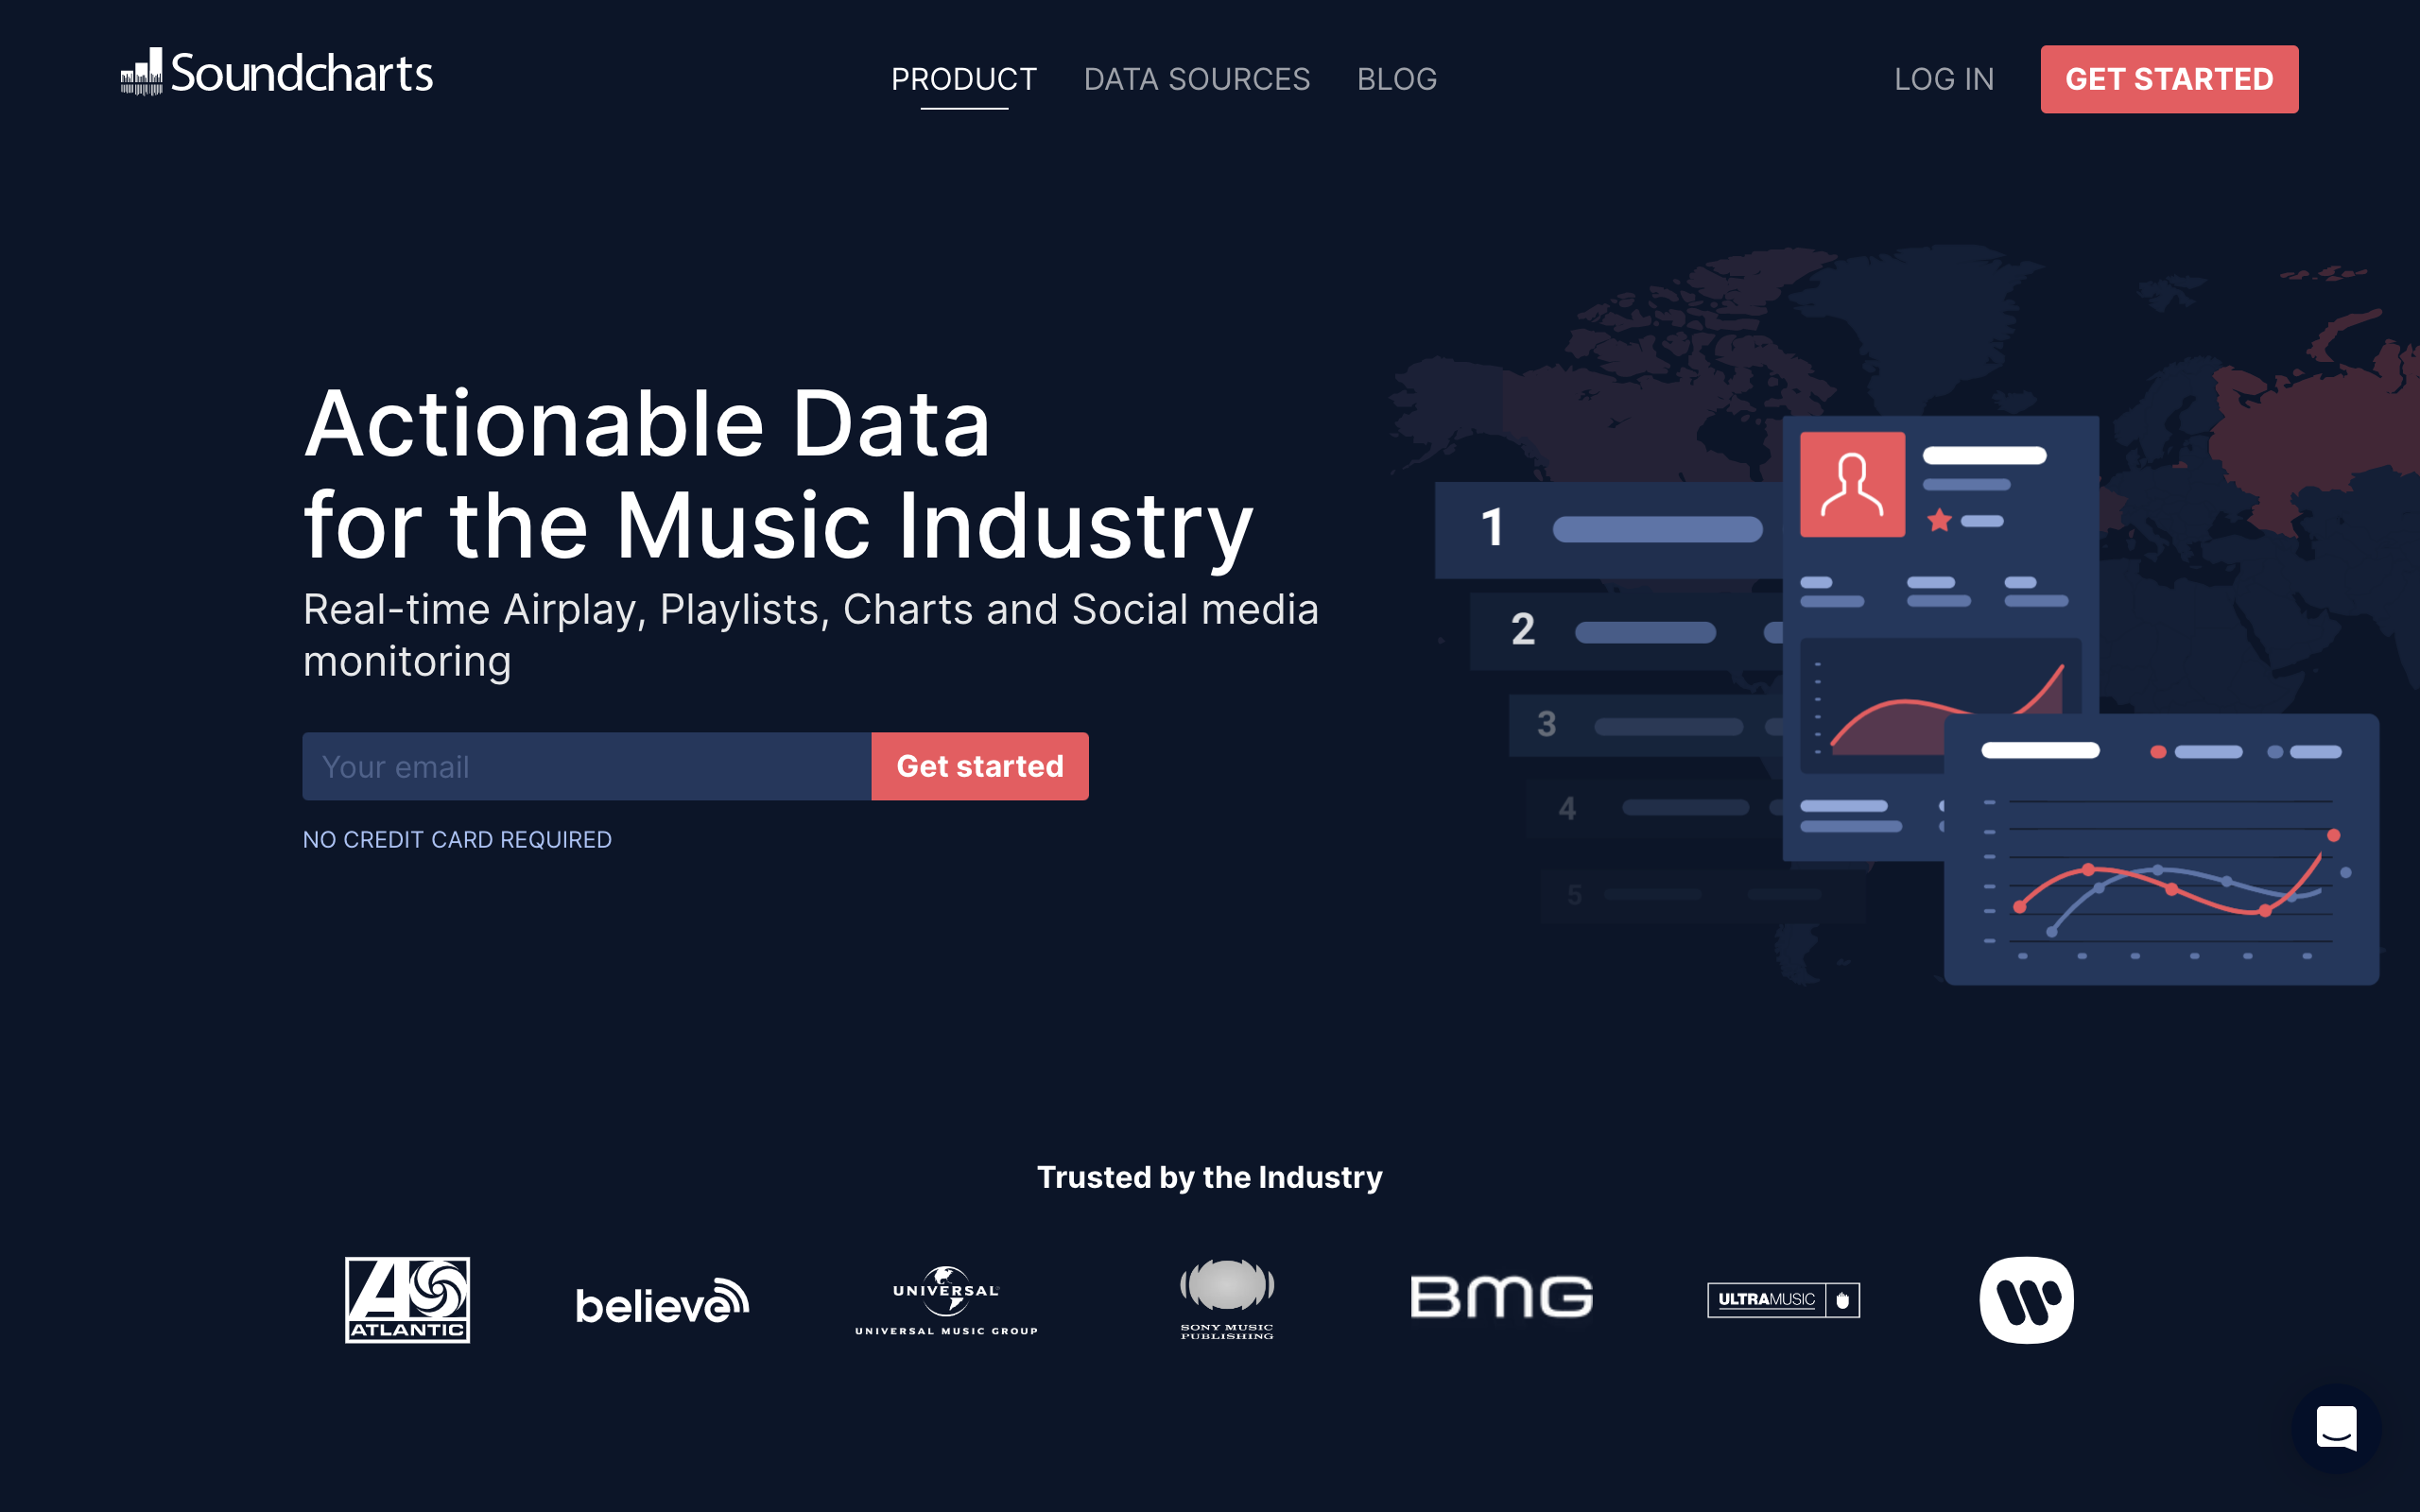 Soundcharts
PRODUCT
DATA SOURCES
BLOG
LOG IN
GET STARTED
Actionable Data
for the Music Industry
Real-time Airplay, Playlists, Charts and Social media
monitoring
Your email
Get started
NO CREDIT CARD REQUIRED
1
2
3
4
5
Trusted by the Industry
ATLANTIC
believe
UNIVERSAL
UNIVERSAL MUSIC GROUP
SONY MUSIC
PUBLISHING
BMG
ULTRAMUSIC